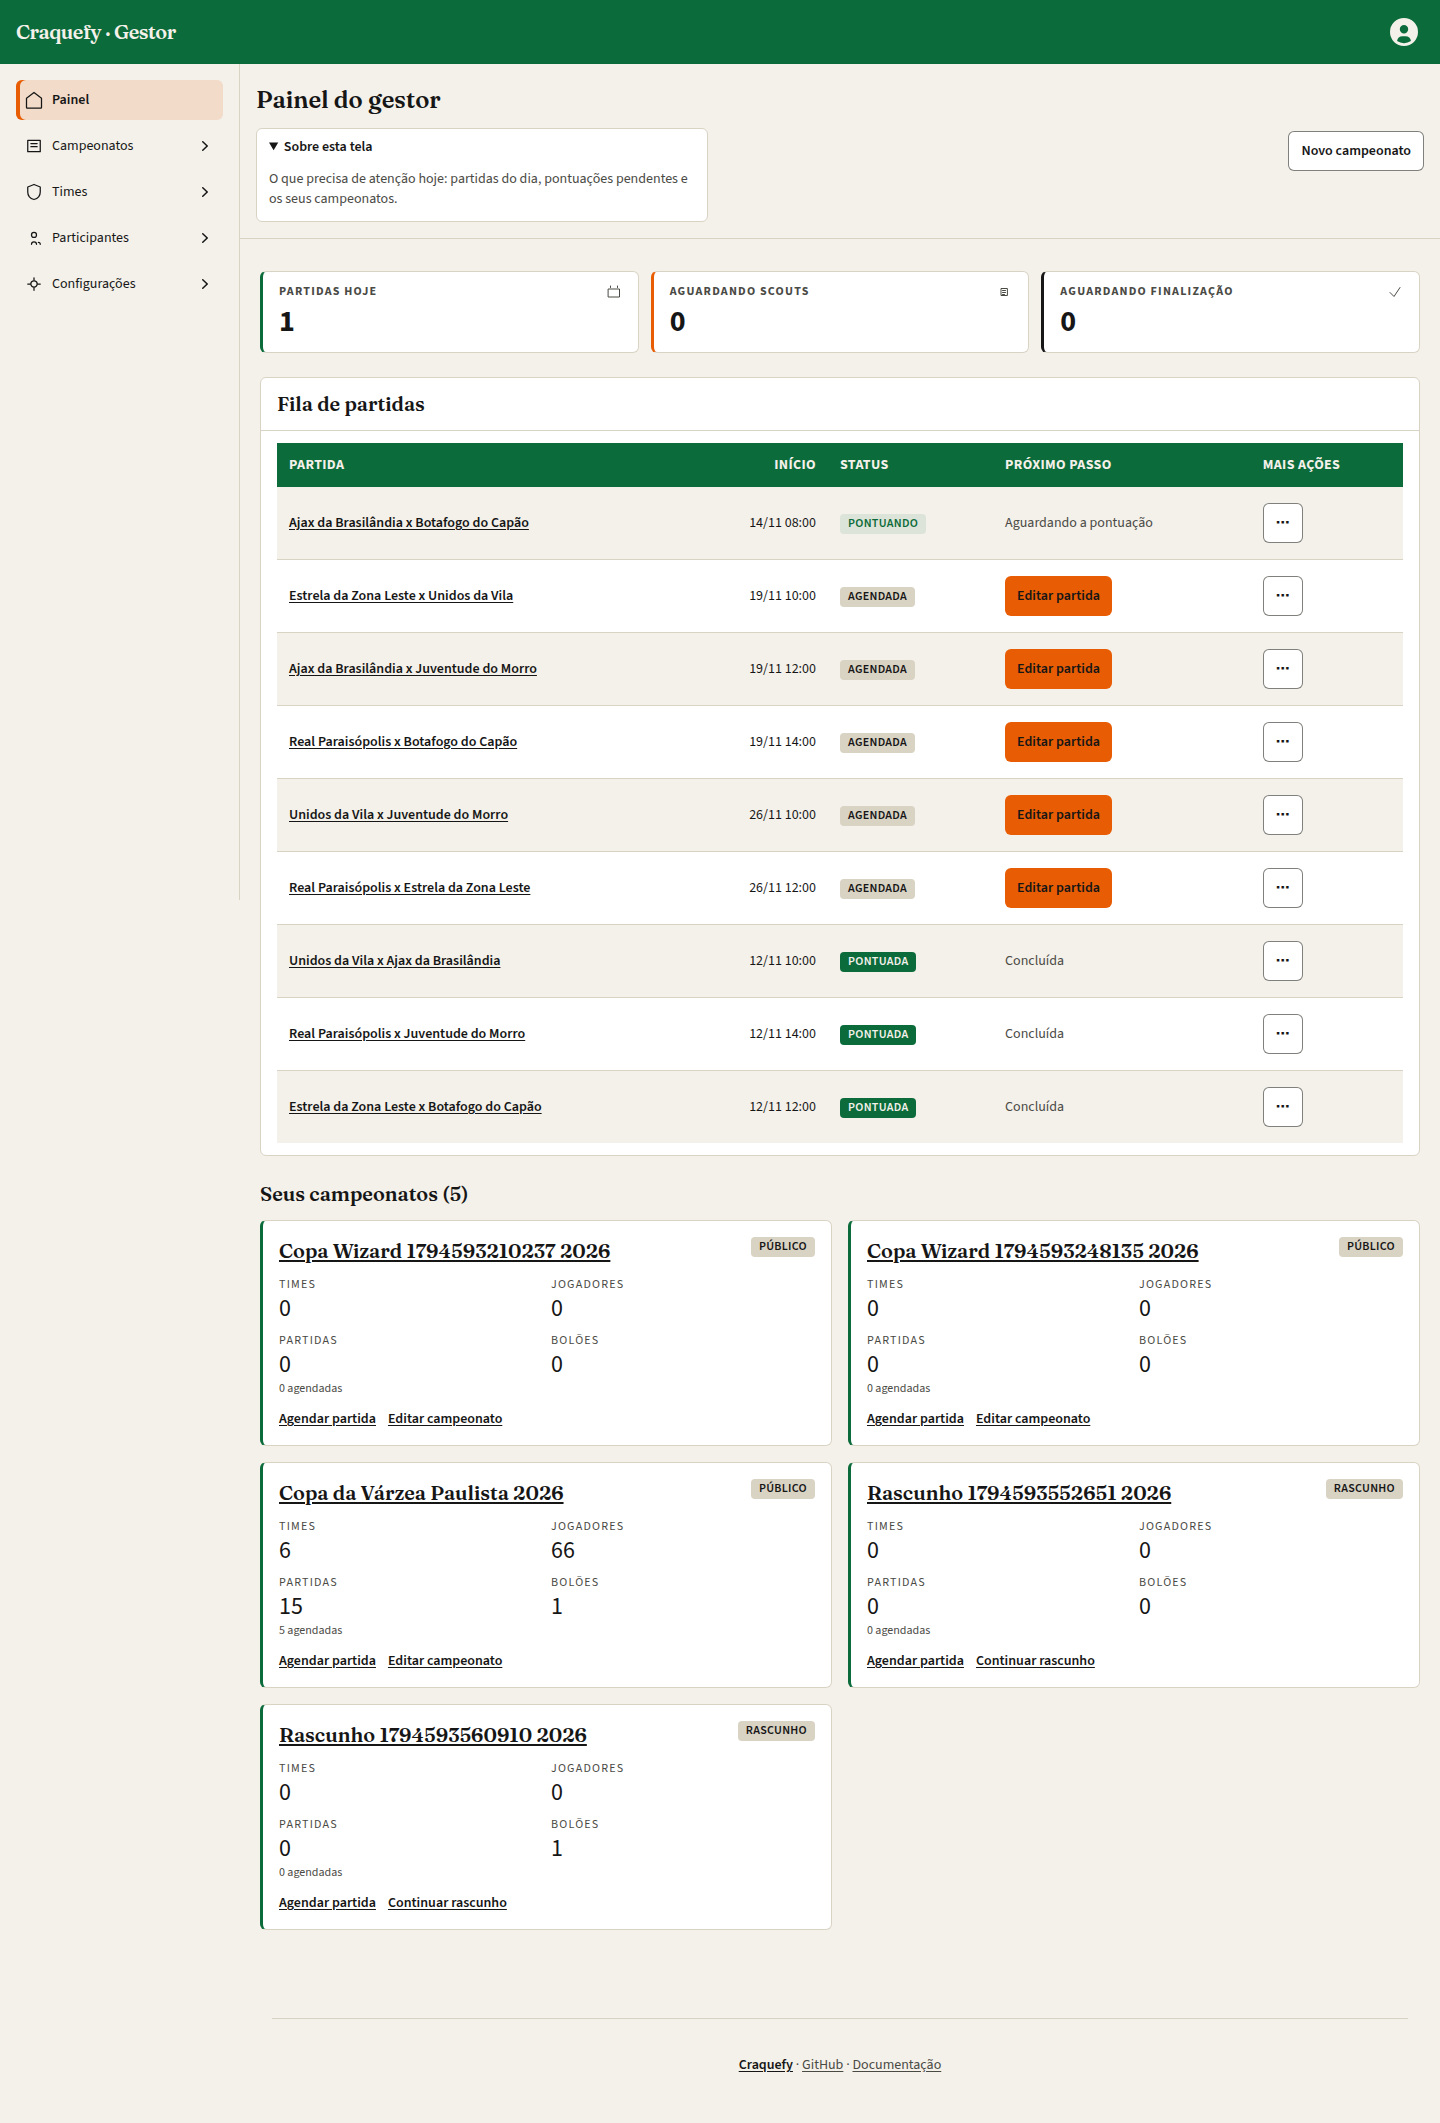 Craquefy · Gestor
Painel
Campeonatos
Times
Participantes
Configurações
Painel do gestor
Sobre esta tela
O que precisa de atenção hoje: partidas do dia, pontuações pendentes e
os seus campeonatos.
Novo campeonato
PARTIDAS HOJE
1
AGUARDANDO SCOUTS
0
AGUARDANDO FINALIZAÇÃO
0
Fila de partidas
PARTIDA INÍCIO STATUS PRÓXIMO PASSO MAIS AÇÕES
Ajax da Brasilândia x Botafogo do Capão 14/11 08:00 PONTUANDO Aguardando a pontuação ...
Estrela da Zona Leste x Unidos da Vila 19/11 10:00 AGENDADA Editar partida ...
Ajax da Brasilândia x Juventude do Morro 19/11 12:00 AGENDADA Editar partida ...
Real Paraisópolis x Botafogo do Capão 19/11 14:00 AGENDADA Editar partida ...
Unidos da Vila x Juventude do Morro 26/11 10:00 AGENDADA Editar partida ...
Real Paraisópolis x Estrela da Zona Leste 26/11 12:00 AGENDADA Editar partida ...
Unidos da Vila x Ajax da Brasilândia 12/11 10:00 PONTUADA Concluída ...
Real Paraisópolis x Juventude do Morro 12/11 14:00 PONTUADA Concluída ...
Estrela da Zona Leste x Botafogo do Capão 12/11 12:00 PONTUADA Concluída ...
Seus campeonatos (5)
Copa Wizard 1794593210237 2026 PÚBLICO
TIMES JOGADORES
0 0
PARTIDAS BOLÕES
0 0
0 agendadas
Agendar partida Editar campeonato
Copa Wizard 1794593248135 2026 PÚBLICO
TIMES JOGADORES
0 0
PARTIDAS BOLÕES
0 0
0 agendadas
Agendar partida Editar campeonato
Copa da Várzea Paulista 2026 PÚBLICO
TIMES JOGADORES
6 66
PARTIDAS BOLÕES
15 1
5 agendadas
Agendar partida Editar campeonato
Rascunho 1794593552651 2026 RASCUNHO
TIMES JOGADORES
0 0
PARTIDAS BOLÕES
0 0
0 agendadas
Agendar partida Continuar rascunho
Rascunho 1794593560910 2026 RASCUNHO
TIMES JOGADORES
0 0
PARTIDAS BOLÕES
0 1
0 agendadas
Agendar partida Continuar rascunho
Craquefy · GitHub · Documentação